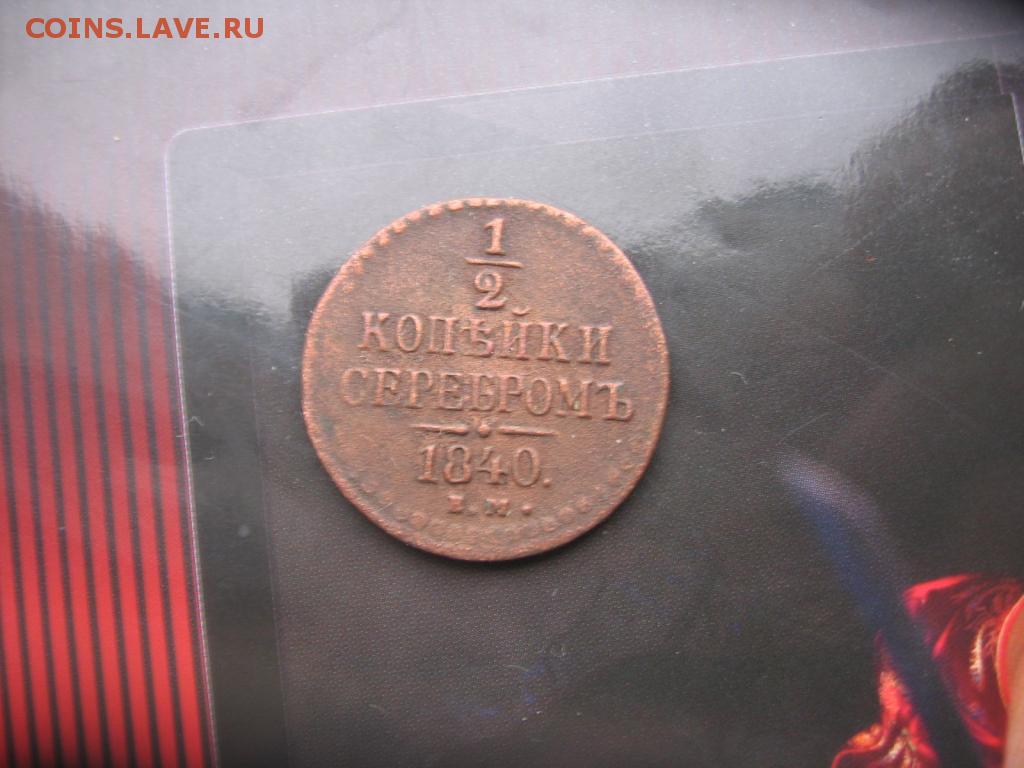 COINS.LAVE.RU
1
2
КОПѢЙКИ
СЕРЕБРОМЪ
1840.